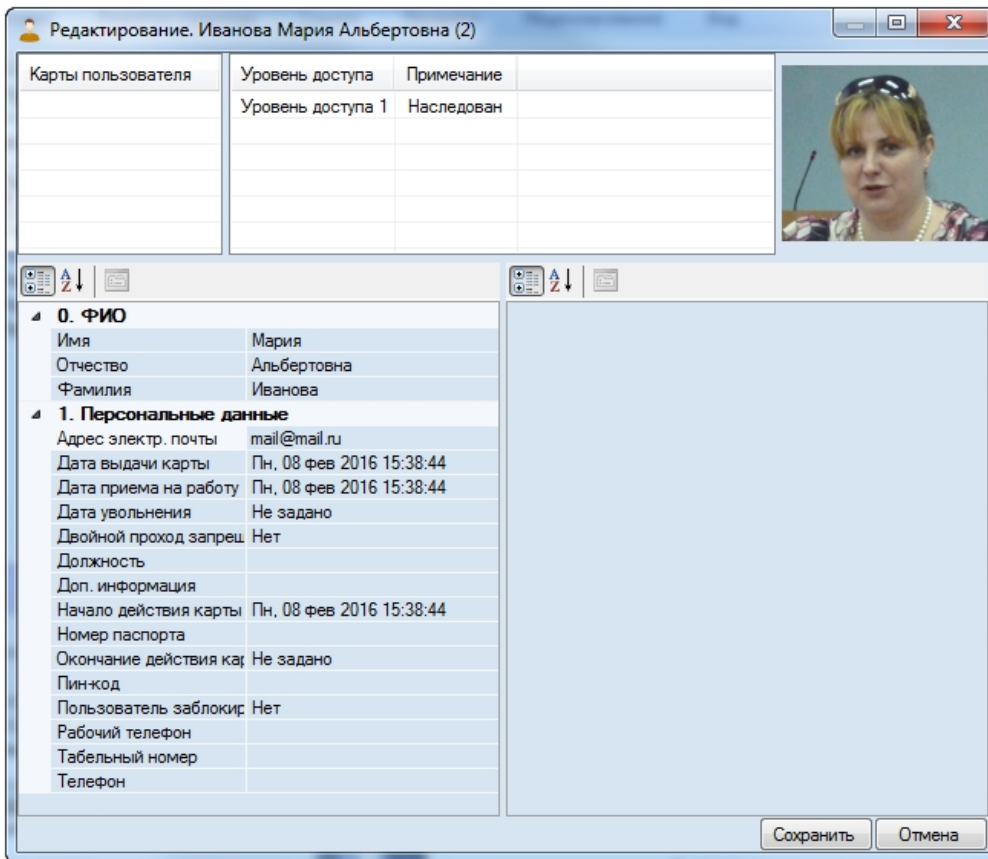 Редактирование. Иванова Мария Альбертовна (2)
Карты пользователя Уровень доступа Примечание
Уровень доступа 1 Наследован
0. ФИО
Имя Мария
Отчество Альбертовна
Фамилия Иванова
1. Персональные данные
Адрес электр. почты mail@mail.ru
Дата выдачи карты Пн, 08 фев 2016 15:38:44
Дата приема на работу Пн, 08 фев 2016 15:38:44
Дата увольнения Не задано
Двойной проход запрещ Нет
Должность
Доп. информация
Начало действия карты Пн, 08 фев 2016 15:38:44
Номер паспорта
Окончание действия кар Не задано
Пин-код
Пользователь заблокир Нет
Рабочий телефон
Табельный номер
Телефон
Сохранить Отмена